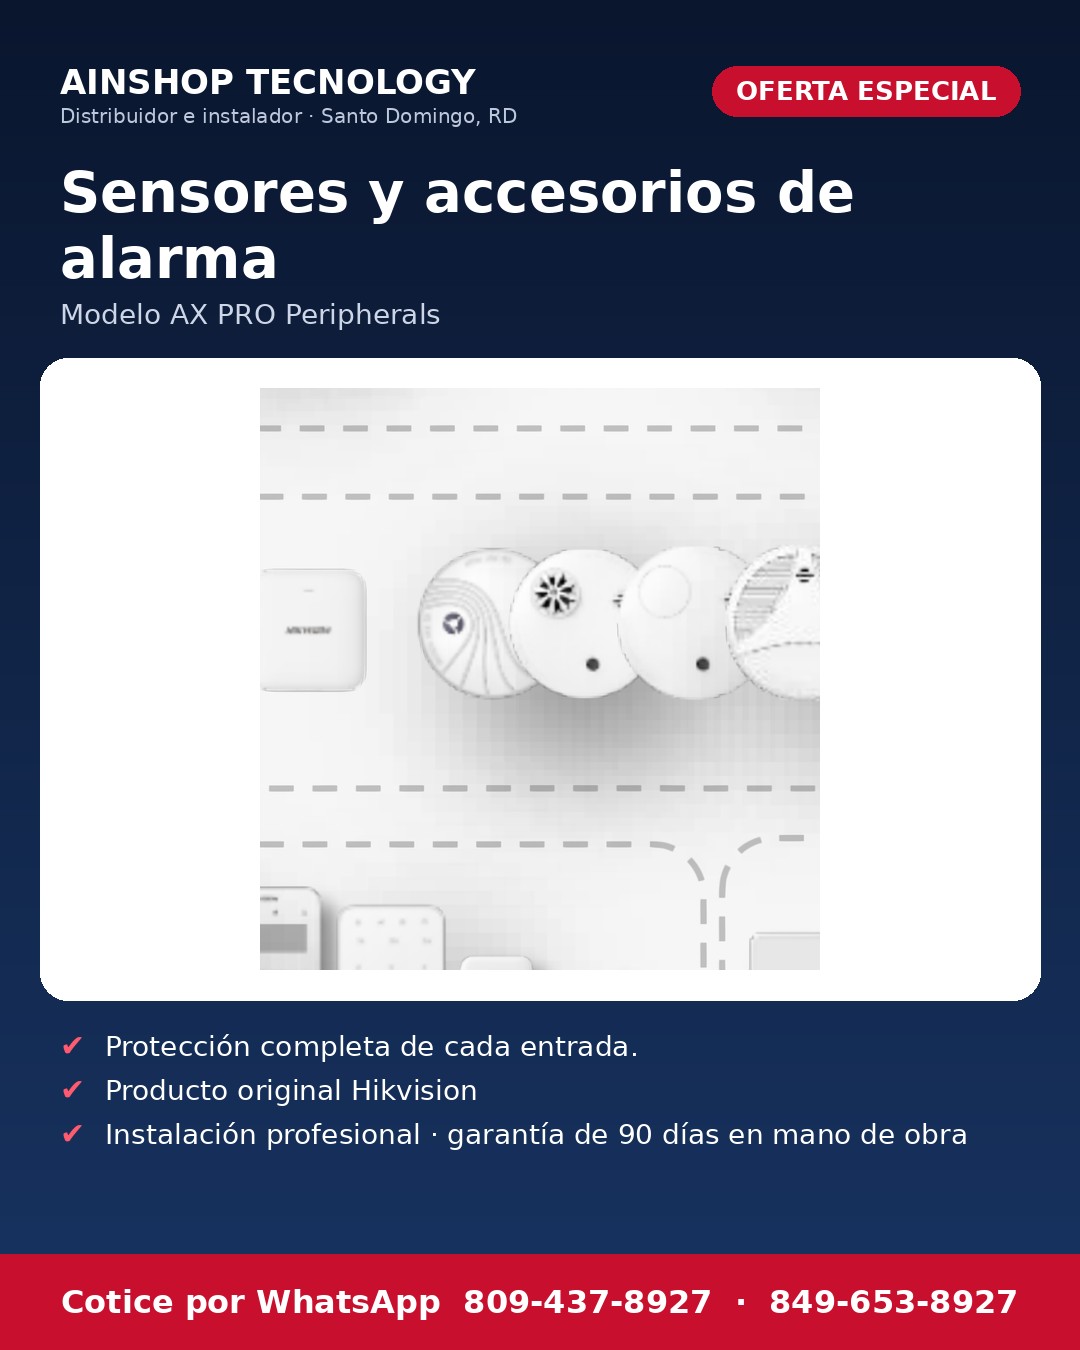 AINSHOP TECNOLOGY
OFERTA ESPECIAL
Distribuidor e instalador · Santo Domingo, RD
Sensores y accesorios de
alarma
Modelo AX PRO Peripherals
✔ Protección completa de cada entrada.
✔ Producto original Hikvision
✔ Instalación profesional · garantía de 90 días en mano de obra
Cotice por WhatsApp 809-437-8927 · 849-653-8927